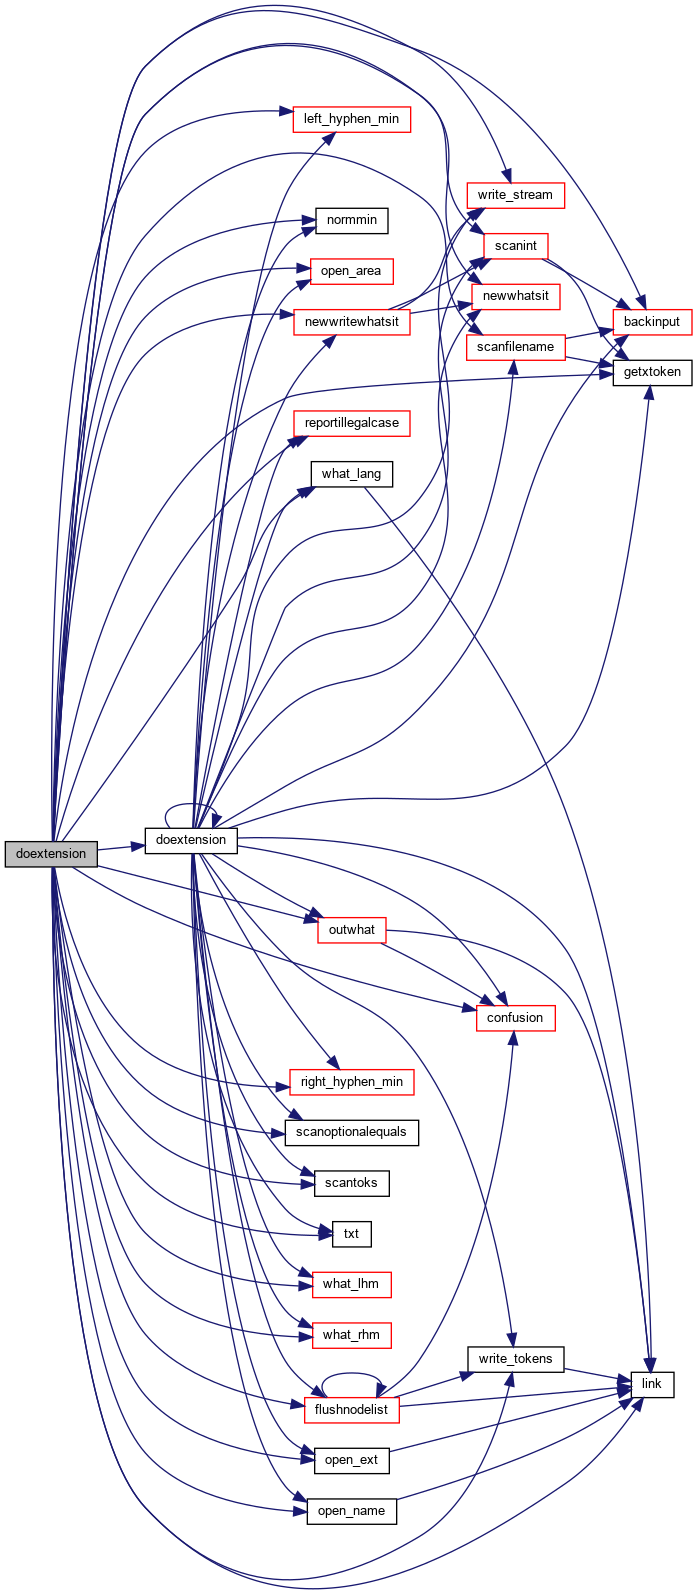 left_hyphen_min
write_stream
normmin
scanint
open_area
newwhatsit
newwritewhatsit
backinput
scanfilename
getxtoken
reportillegalcase
what_lang
doextension
doextension
outwhat
confusion
right_hyphen_min
scanoptionalequals
scantoks
txt
what_lhm
what_rhm
write_tokens
link
flushnodelist
open_ext
open_name